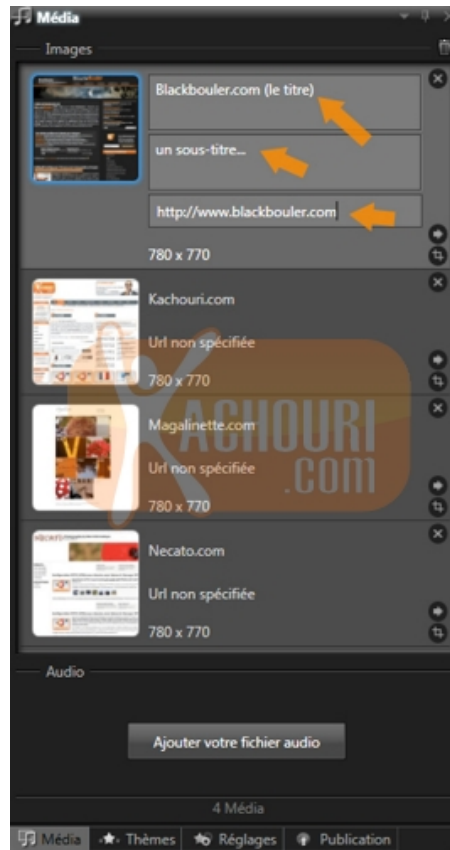 Média
Images
Blackbouler.com (le titre)
un sous-titre...
http://www.blackbouler.com
780 x 770
Kachouri.com
Url non spécifiée
780 x 770
Magalinette.com
Url non spécifiée
780 x 770
KACHOURI
.com
Necato.com
Url non spécifiée
780 x 770
Audio
Ajouter votre fichier audio
4 Média
Média
Thèmes
Réglages
Publication